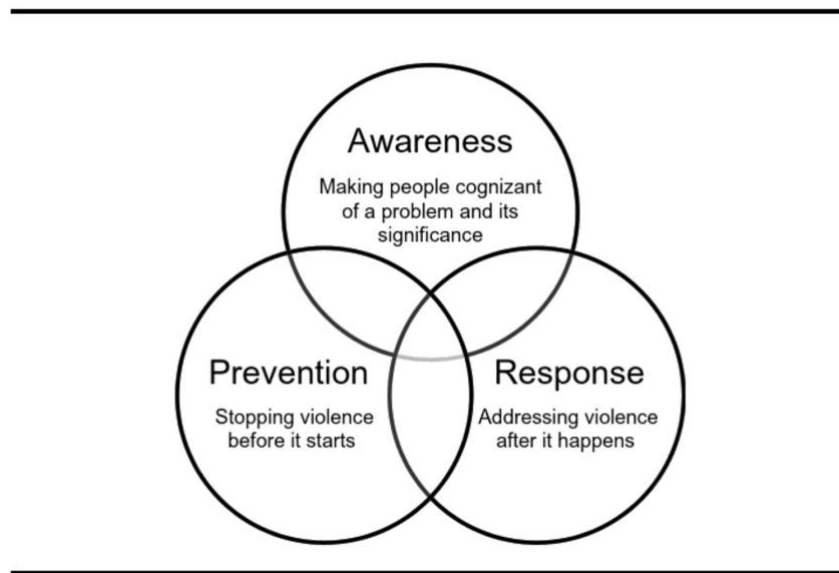 Awareness
Making people cognizant
of a problem and its
significance
Prevention
Stopping violence
before it starts
Response
Addressing violence
after it happens